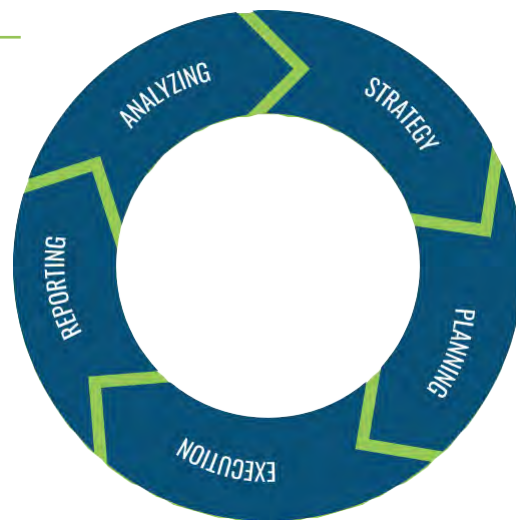 STRATEGY
PLANNING
EXECUTION
REPORTING
ANALYZING